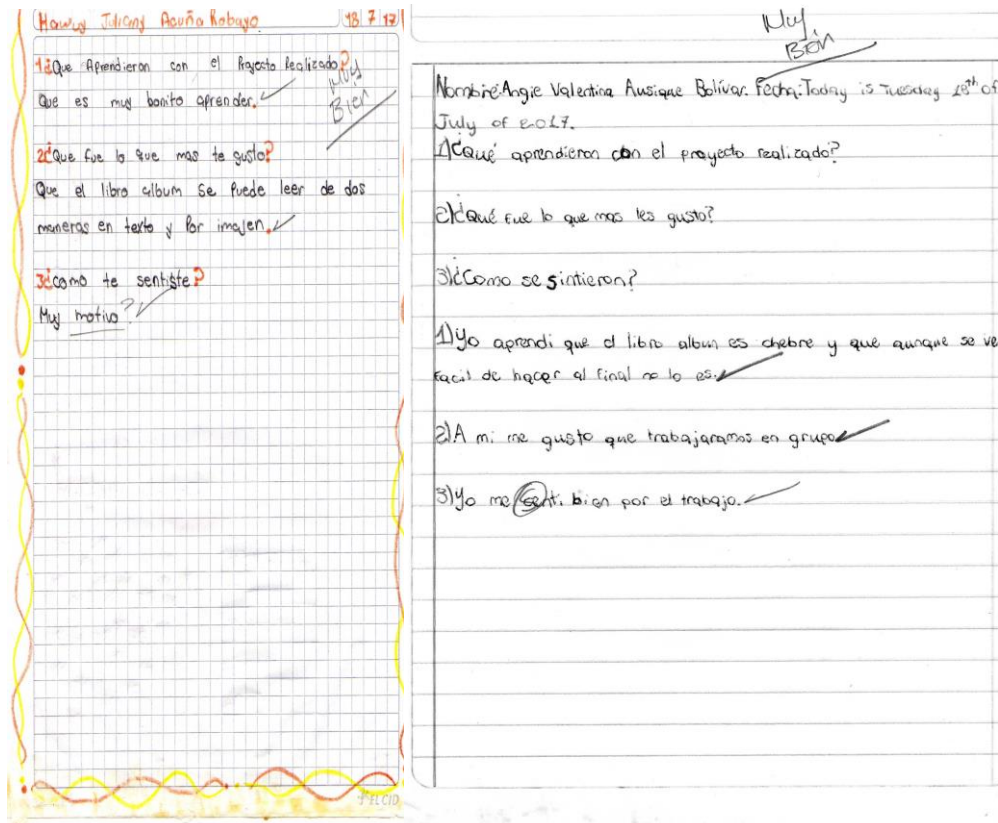 Juliany Acuña Robayo 18 7 17
1¿Que Aprendieron con el Proyecto Realizado?
Que es muy bonito aprender.
Muy
Bien
2¿Que fue lo que mas te gusto?
Que el libro album se Puede leer de dos
maneras en texto y Por imajen.
3¿como te sentiste?
Muy motivo?
Muy
Bien
Nombre:Angie Valentina Ausique Bolívar. Fecha:Today is Tuesday 18th of
July of 2017.
1)¿Qué aprendieron con el proyecto realizado?
2)¿Qué fue lo que mas les gusto?
3)¿Como se sintieron?
1)Yo aprendi que el libro album es chebre y que aunque se ve
facil de hacer al final no lo es.
2)A mi me gusto que trabajaramos en grupo
3)Yo me senti bien por el trabajo.